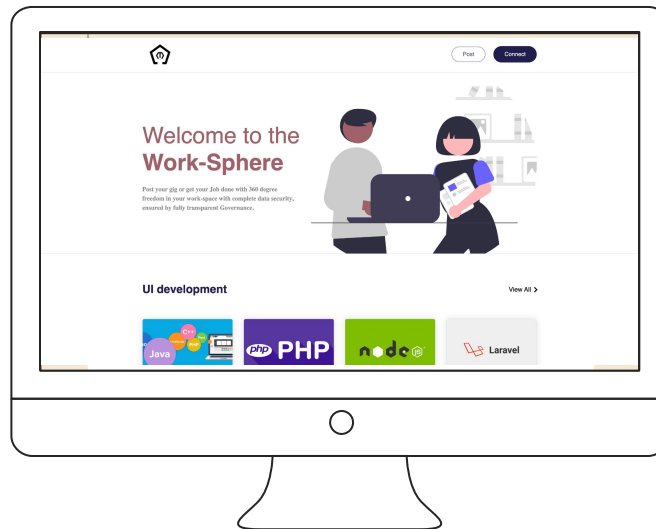 Post
Connect
Welcome to the
Work-Sphere
Post your gig or get your Job done with 360 degree
freedom in your work-space with complete data security,
ensured by fully transparent Governance.
UI development
View All
C++
Java
php PHP
node JS
Laravel